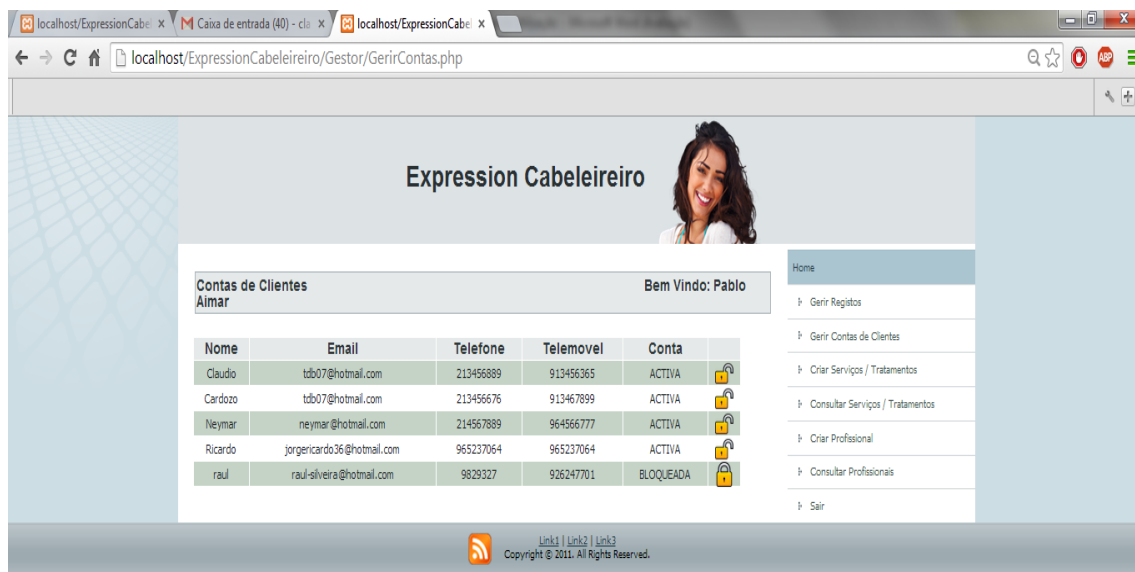 localhost/ExpressionCabel
Caixa de entrada (40) - cla
localhost/ExpressionCabel
localhost/ExpressionCabeleireiro/Gestor/GerirContas.php
ABP
Expression Cabeleireiro
Contas de Clientes Bem Vindo: Pablo
Aimar
Nome Email Telefone Telemovel Conta
Claudio tdb07@hotmail.com 213456889 913456365 ACTIVA
Cardozo tdb07@hotmail.com 213456676 913467899 ACTIVA
Neymar neymar@hotmail.com 214567889 964566777 ACTIVA
Ricardo jorgericardo36@hotmail.com 965237064 965237064 ACTIVA
raul raul-silveira@hotmail.com 9829327 926247701 BLOQUEADA
Home
Gerir Registos
Gerir Contas de Clientes
Criar Serviços / Tratamentos
Consultar Serviços / Tratamentos
Criar Profissional
Consultar Profissionais
Sair
Link1 | Link2 | Link3
Copyright © 2011. All Rights Reserved.